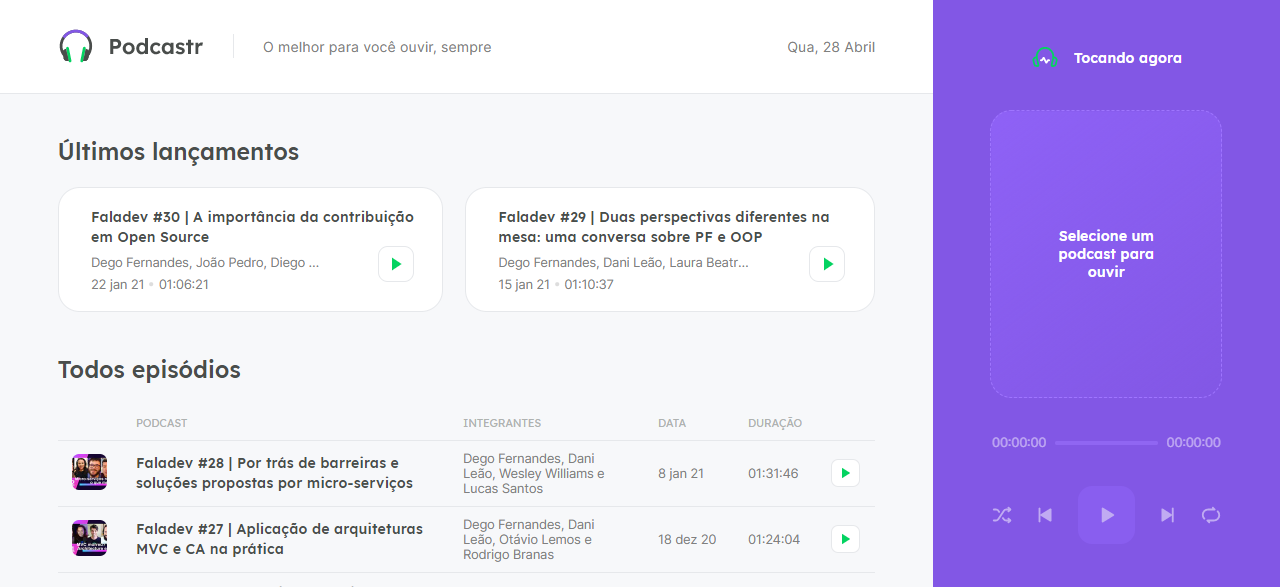 Podcastr
O melhor para você ouvir, sempre
Qua, 28 Abril
Últimos lançamentos
Faladev #30 | A importância da contribuição
em Open Source
Dego Fernandes, João Pedro, Diego ...
22 jan 21 • 01:06:21
Faladev #29 | Duas perspectivas diferentes na
mesa: uma conversa sobre PF e OOP
Dego Fernandes, Dani Leão, Laura Beatr...
15 jan 21 • 01:10:37
Todos episódios
PODCAST INTEGRANTES DATA DURAÇÃO
Faladev #28 | Por trás de barreiras e
soluções propostas por micro-serviços
Dego Fernandes, Dani
Leão, Wesley Williams e
Lucas Santos
8 jan 21
01:31:46
Faladev #27 | Aplicação de arquiteturas
MVC e CA na prática
Dego Fernandes, Dani
Leão, Otávio Lemos e
Rodrigo Branas
18 dez 20
01:24:04
Tocando agora
Selecione um
podcast para
ouvir
00:00:00
00:00:00